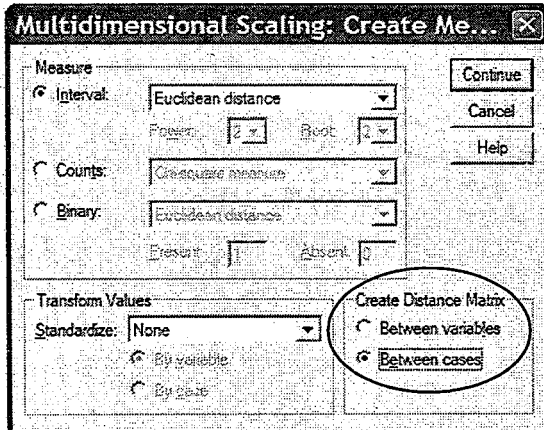 Multidimensional Scaling: Create Me...
Measure
Interval: Euclidean distance
Power: 2 Root: 2
Counts: Chi-square measure
Binary: Euclidean distance
Present: 1 Absent: 0
Continue
Cancel
Help
Transform Values
Standardize: None
By variable
By case
Create Distance Matrix
Between variables
Between cases